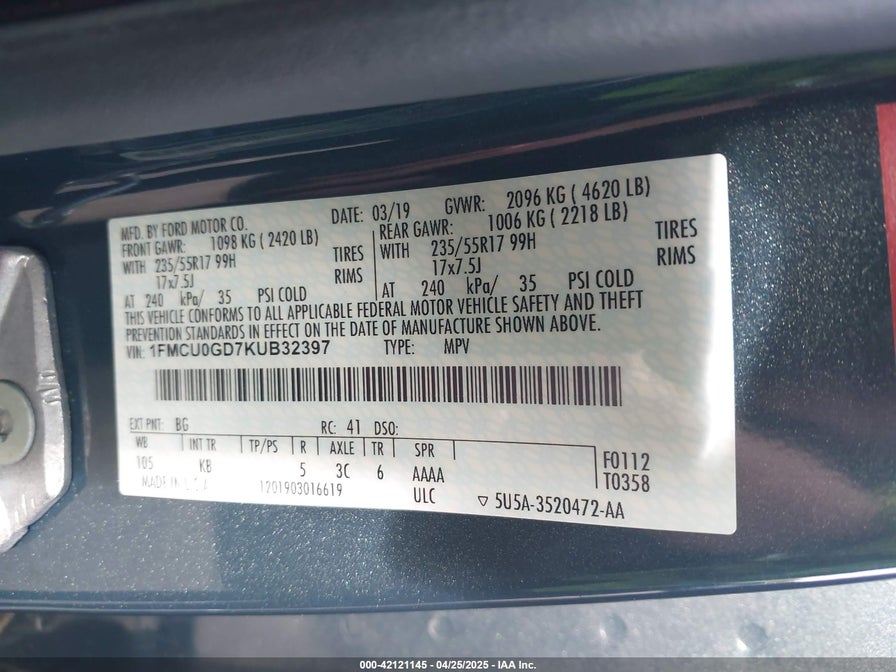 MFD. BY FORD MOTOR CO. DATE: 03/19 GVWR: 2096 KG ( 4620 LB)
FRONT GAWR: 1098 KG ( 2420 LB) REAR GAWR: 1006 KG ( 2218 LB)
WITH 235/55R17 99H TIRES WITH 235/55R17 99H TIRES
17x7.5J RIMS 17x7.5J RIMS
AT 240 kPa/ 35 PSI COLD AT 240 kPa/ 35 PSI COLD
THIS VEHICLE CONFORMS TO ALL APPLICABLE FEDERAL MOTOR VEHICLE SAFETY AND THEFT
PREVENTION STANDARDS IN EFFECT ON THE DATE OF MANUFACTURE SHOWN ABOVE.
VIN: 1FMCU0GD7KUB32397 TYPE: MPV
EXT PNT: BG RC: 41 DSO:
WB INT TR TP/PS R AXLE TR SPR
105 KB 5 3C 6 AAAA F0112
MADE IN U.S.A. 1201903016619 ULC T0358
▽ 5U5A-3520472-AA
000-42121145 - 04/25/2025 - IAA Inc.